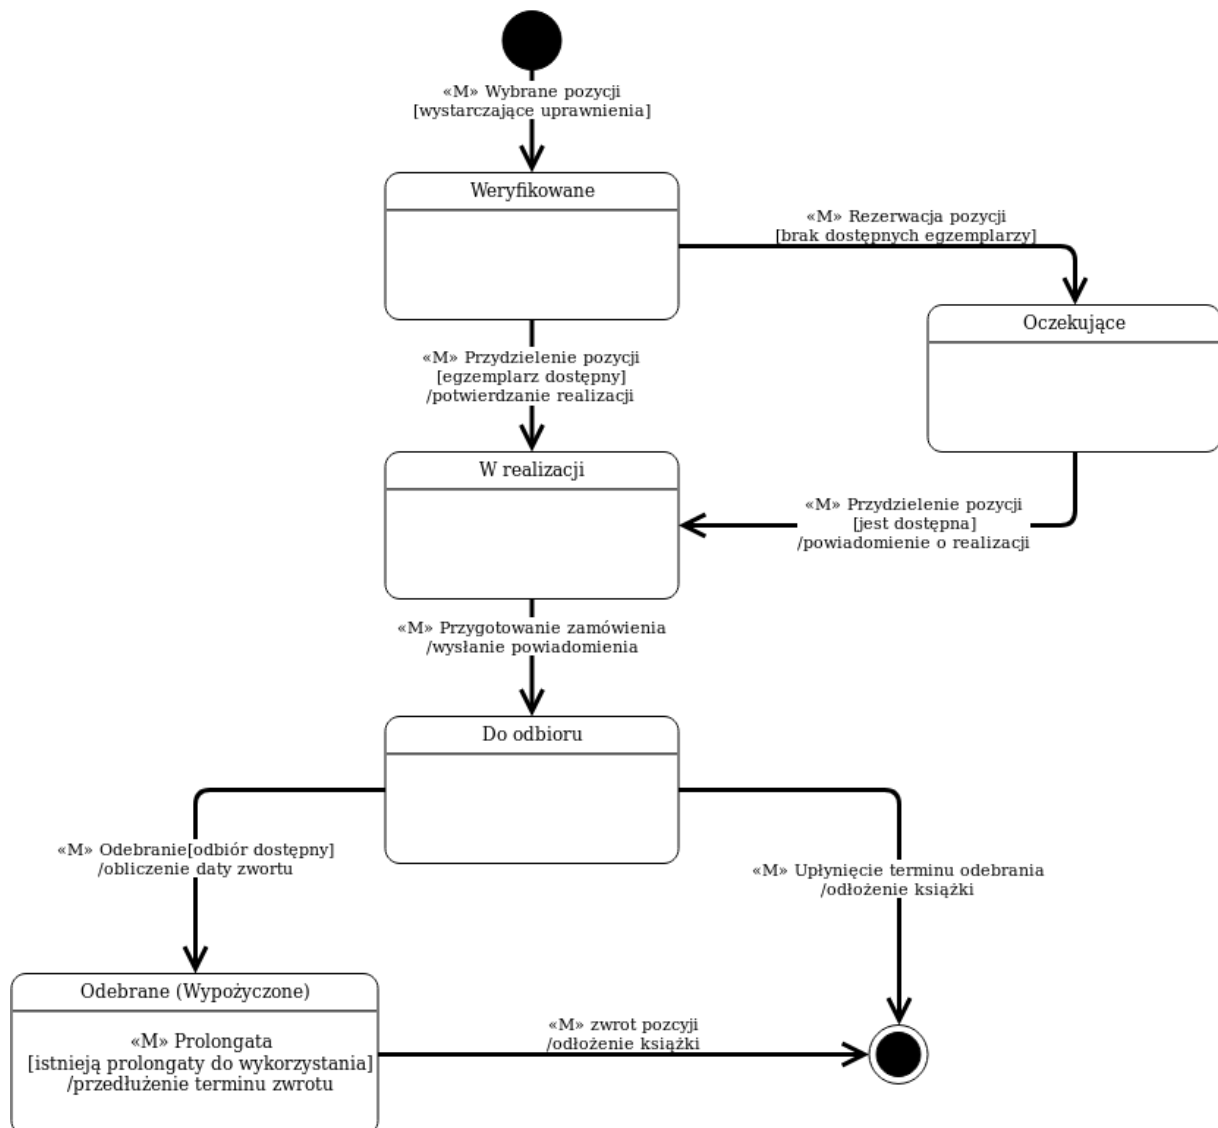 «M» Wybrane pozycji
[wystarczające uprawnienia]
Weryfikowane
«M» Rezerwacja pozycji
[brak dostępnych egzemplarzy]
Oczekujące
«M» Przydzielenie pozycji
[egzemplarz dostępny]
/potwierdzanie realizacji
W realizacji
«M» Przydzielenie pozycji
[jest dostępna]
/powiadomienie o realizacji
«M» Przygotowanie zamówienia
/wysłanie powiadomienia
Do odbioru
«M» Odebranie[odbiór dostępny]
/obliczenie daty zwortu
«M» Upłynięcie terminu odebrania
/odłożenie książki
Odebrane (Wypożyczone)
«M» Prolongata
[istnieją prolongaty do wykorzystania]
/przedłużenie terminu zwrotu
«M» zwrot pozcyji
/odłożenie książki